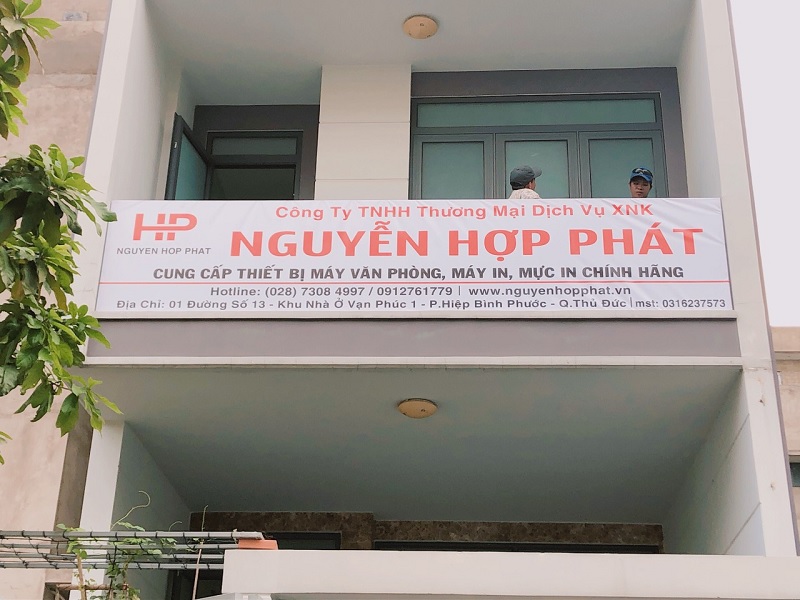 HP
NGUYEN HOP PHAT
Công Ty TNHH Thương Mại Dịch Vụ XNK
NGUYỄN HỢP PHÁT
CUNG CẤP THIẾT BỊ MÁY VĂN PHÒNG, MÁY IN, MỰC IN CHÍNH HÃNG
Hotline: (028) 7308 4997 / 0912761779 | www.nguyenhopphat.vn
Địa Chỉ: 01 Đường Số 13 - Khu Nhà Ở Vạn Phúc 1 - P.Hiệp Bình Phước - Q.Thủ Đức | mst: 0316237573